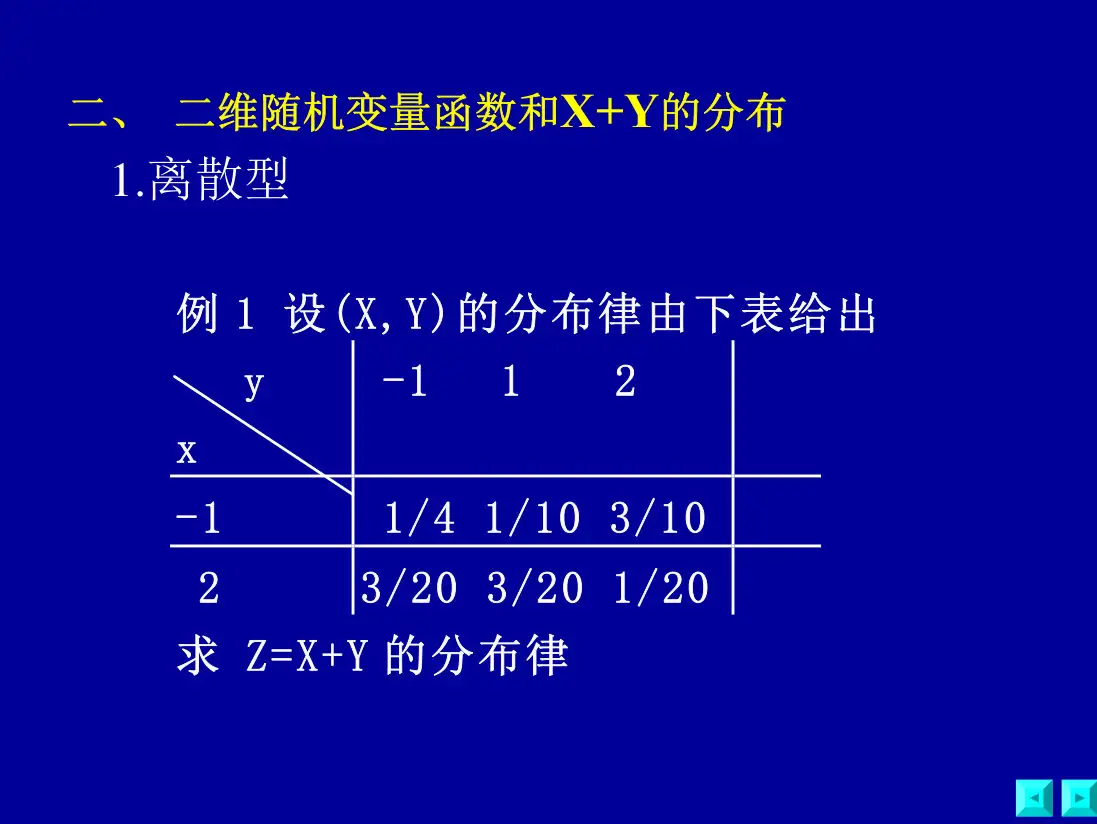 二、 二维随机变量函数和X+Y的分布
1.离散型
例1 设(X,Y)的分布律由下表给出
y -1 1 2
x
-1 1/4 1/10 3/10
2 3/20 3/20 1/20
求 Z=X+Y的分布律